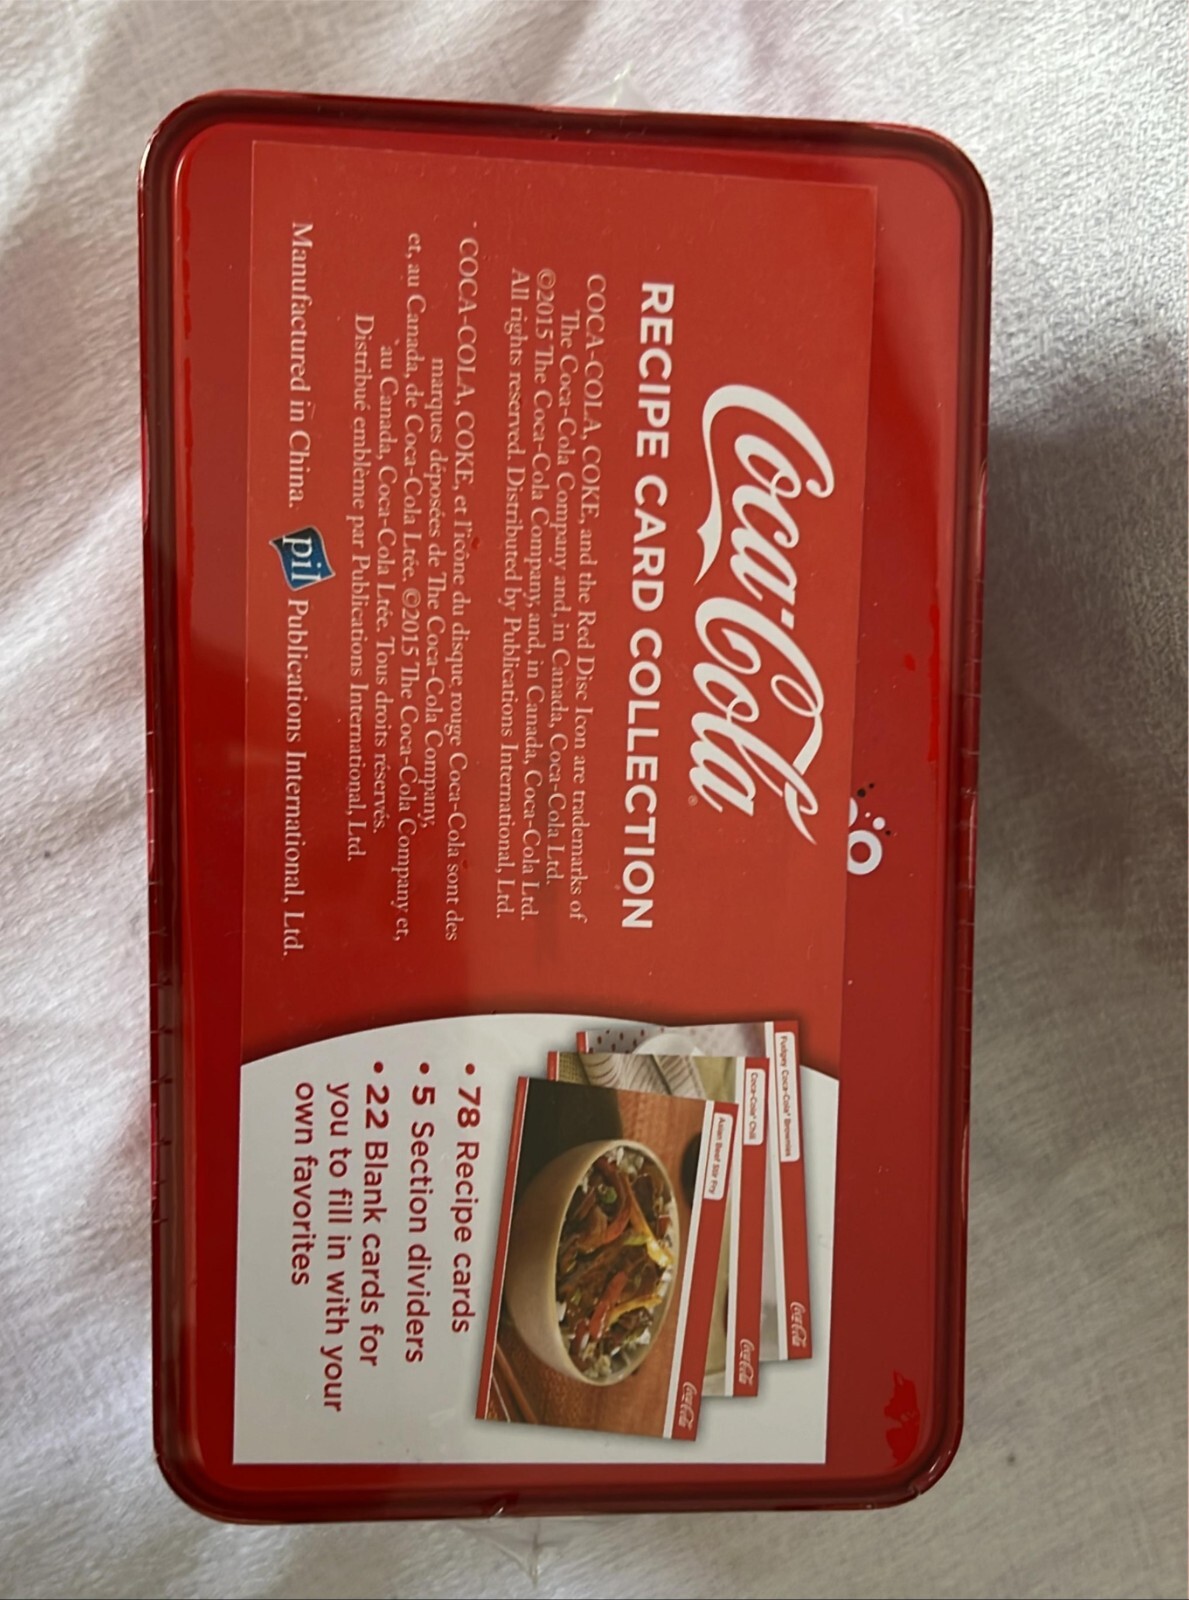 Coca-Cola®
RECIPE CARD COLLECTION
COCA-COLA, COKE, and the Red Disc Icon are trademarks of
The Coca-Cola Company and, in Canada, Coca-Cola Ltd.
©2015 The Coca-Cola Company, and, in Canada, Coca-Cola Ltd.
All rights reserved. Distributed by Publications International, Ltd.
COCA-COLA, COKE, et l'icône du disque rouge Coca-Cola sont des
marques déposées de The Coca-Cola Company,
et, au Canada, de Coca-Cola Ltée. ©2015 The Coca-Cola Company et,
au Canada, Coca-Cola Ltée. Tous droits réservés.
Distribué emblème par Publications International, Ltd.
Manufactured in China. pil Publications International, Ltd.
Fudgey Coca-Cola® Brownies
Coca-Cola
Coca-Cola® Chili
Coca-Cola
Asian Beef Stir Fry
Coca-Cola
• 78 Recipe cards
• 5 Section dividers
• 22 Blank cards for
you to fill in with your
own favorites